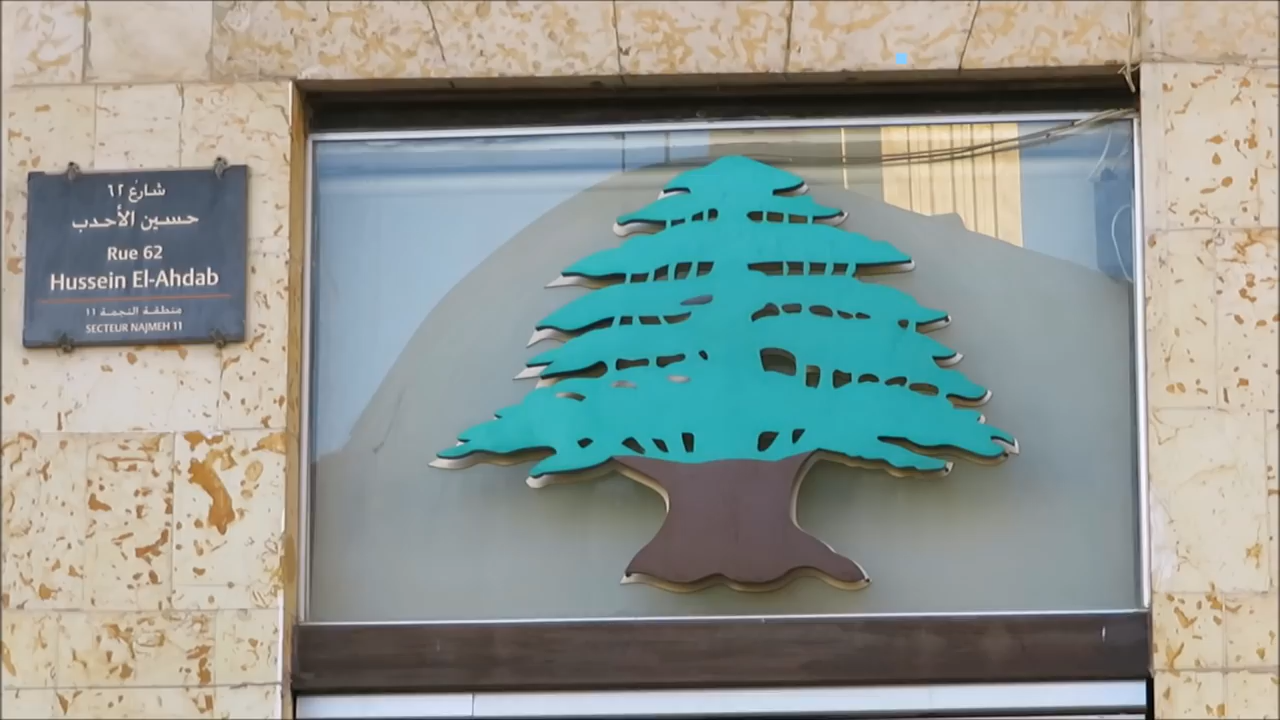 شارع ٦٢
حسين الأحدب
Rue 62
Hussein El-Ahdab
منطقة النجمة ١١
SECTEUR NAJMEH 11